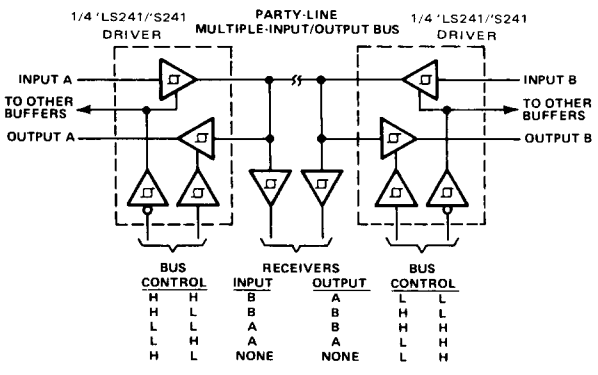 1/4 'LS241/'S241
DRIVER
PARTY-LINE
MULTIPLE-INPUT/OUTPUT BUS
1/4 'LS241/'S241
DRIVER
INPUT A
INPUT B
TO OTHER
BUFFERS
TO OTHER
BUFFERS
OUTPUT A
OUTPUT B
BUS
CONTROL
RECEIVERS
INPUT OUTPUT
BUS
CONTROL
H H B A L L
H L B B H L
L L A B H H
L H A A L H
H L NONE NONE L H